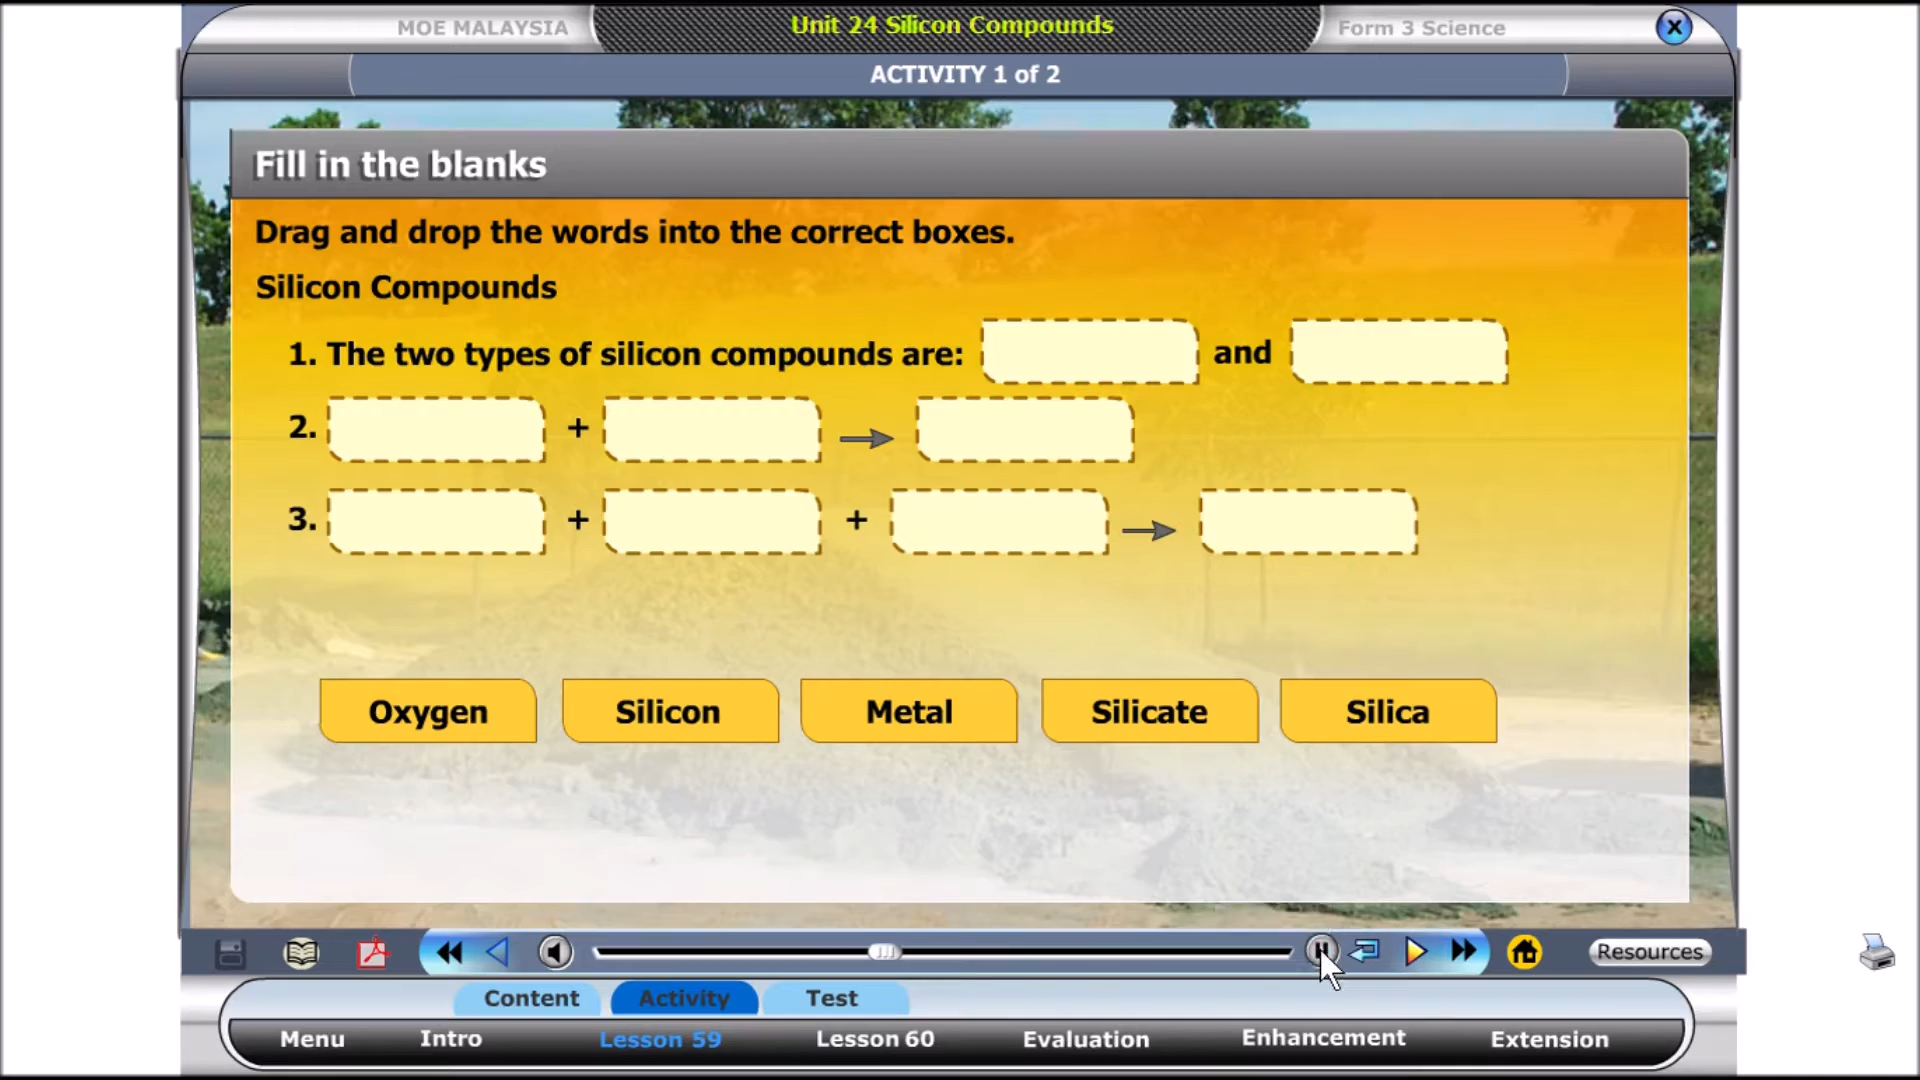 MOE MALAYSIA
Unit 24 Silicon Compounds
Form 3 Science
ACTIVITY 1 of 2
Fill in the blanks
Drag and drop the words into the correct boxes.
Silicon Compounds
1. The two types of silicon compounds are: and
2. +
3. + +
Oxygen Silicon Metal Silicate Silica
Resources
Content Activity Test
Menu Intro Lesson 59 Lesson 60 Evaluation Enhancement Extension